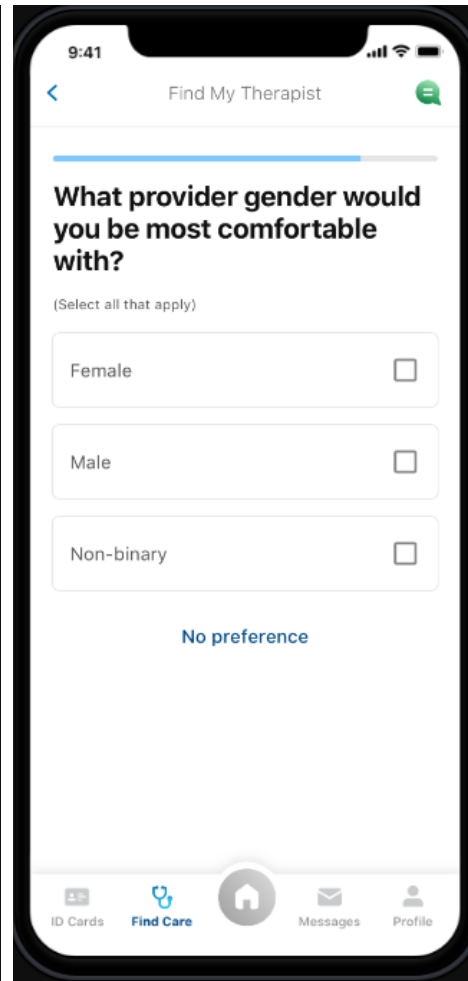 9:41
Find My Therapist
What provider gender would
you be most comfortable
with?
(Select all that apply)
Female
Male
Non-binary
No preference
ID Cards
Find Care
Messages
Profile